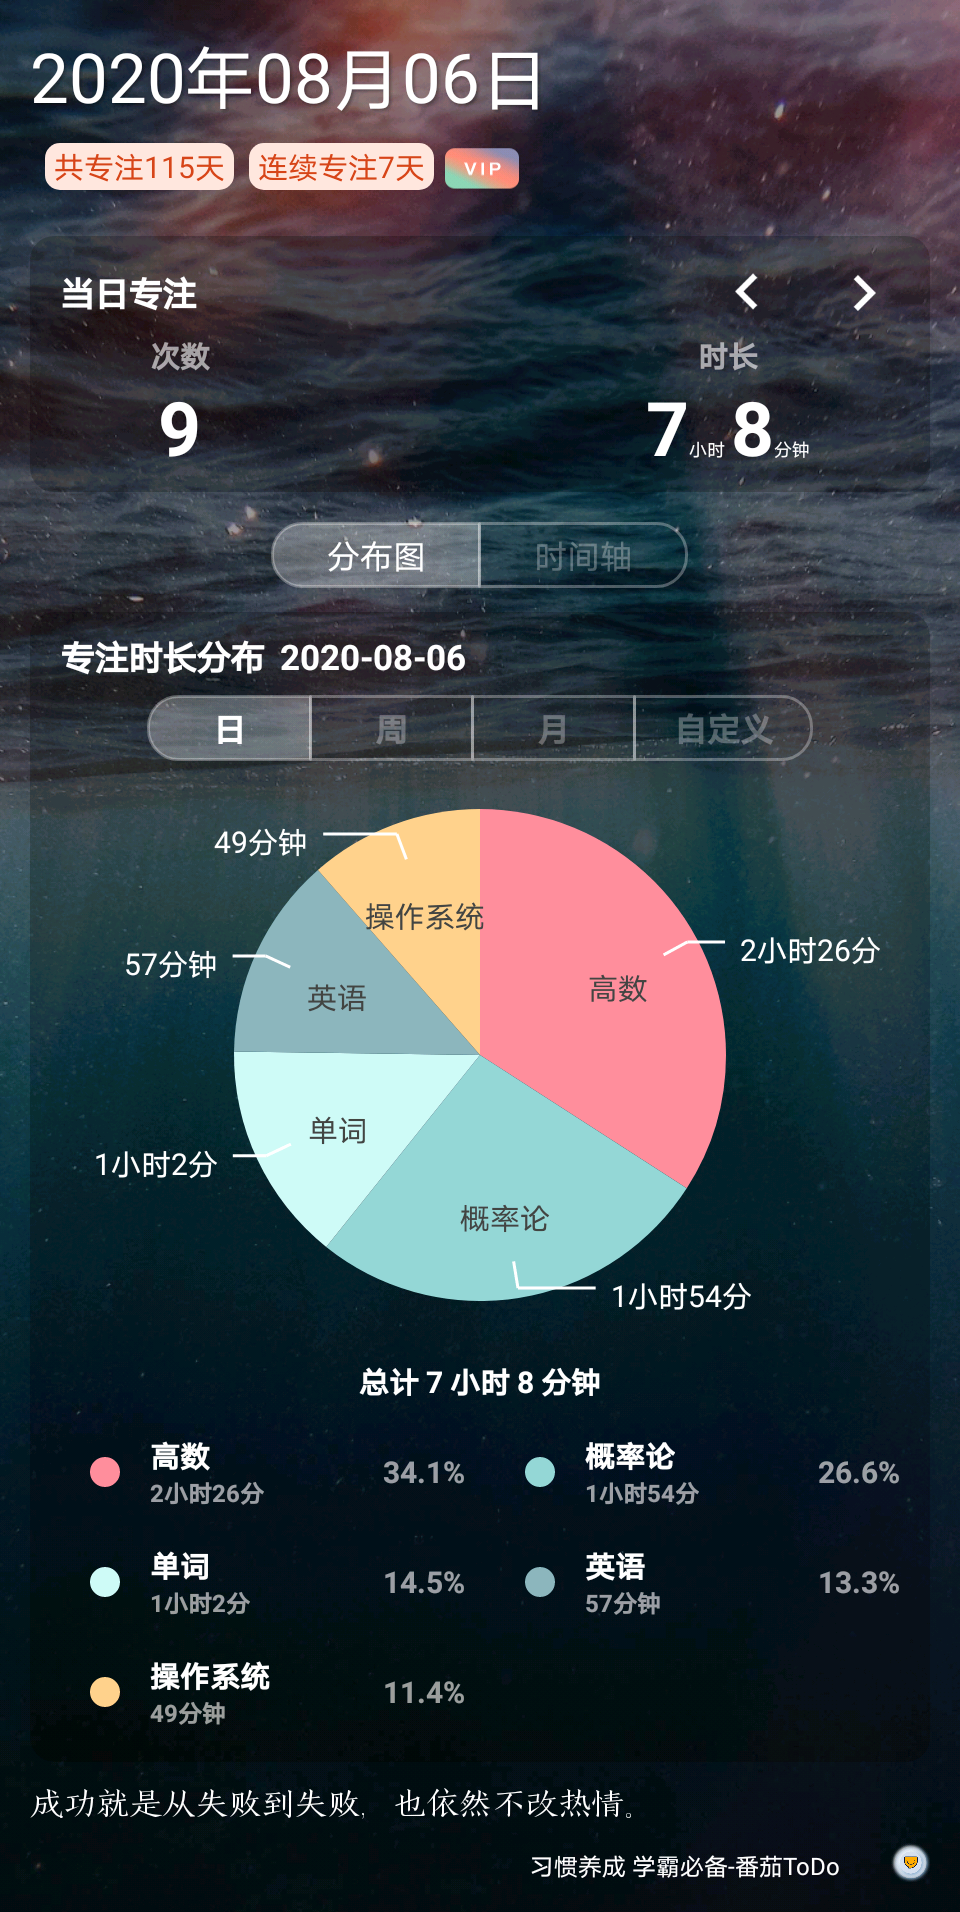 2020年08月06日
共专注115天 连续专注7天 VIP
当日专注
次数 时长
9 7小时8分钟
分布图 时间轴
专注时长分布 2020-08-06
日 周 月 自定义
49分钟
操作系统
2小时26分
57分钟
高数
英语
单词
1小时2分
概率论
1小时54分
总计 7 小时 8 分钟
高数 34.1%
2小时26分
概率论 26.6%
1小时54分
单词 14.5%
1小时2分
英语 13.3%
57分钟
操作系统 11.4%
49分钟
成功就是从失败到失败, 也依然不改热情。
习惯养成 学霸必备-番茄ToDo